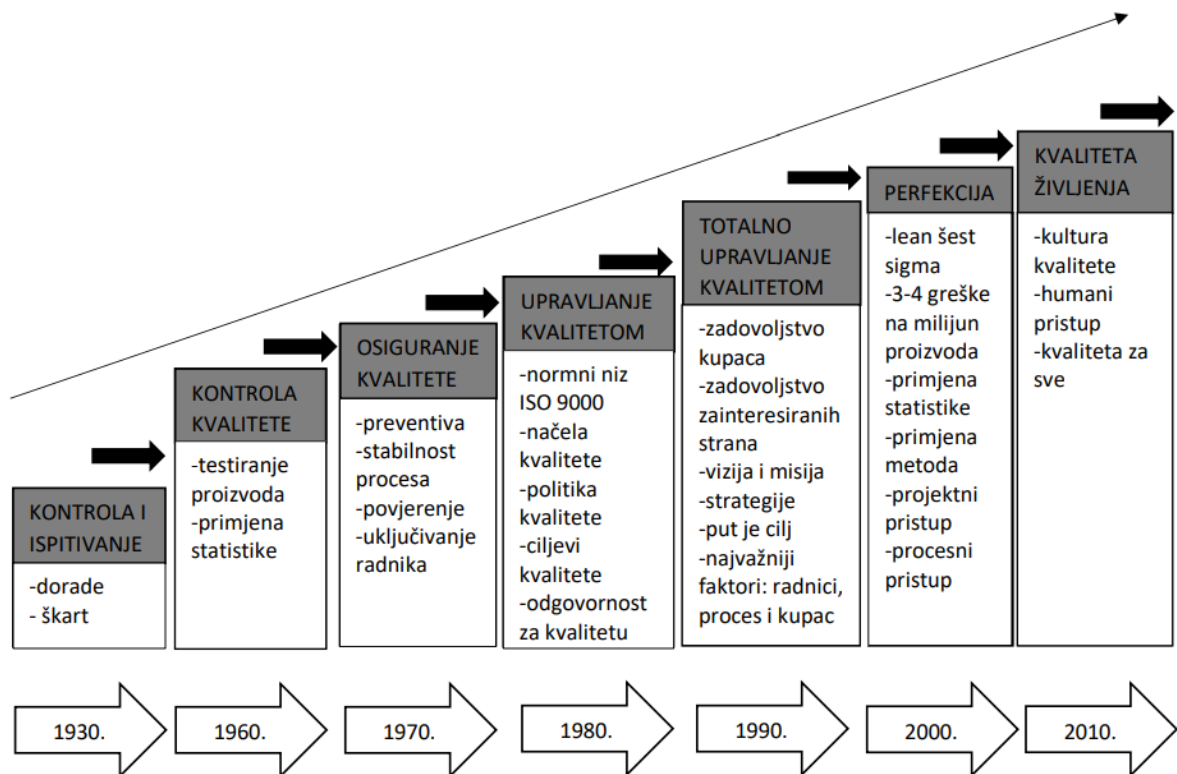 KONTROLA I
ISPITIVANJE
-dorade
- škart
KONTROLA
KVALITETE
-testiranje
proizvoda
-primjena
statistike
OSIGURANJE
KVALITETE
-preventiva
-stabilnost
procesa
-povjerenje
-uključivanje
radnika
UPRAVLJANJE
KVALITETOM
-normni niz
ISO 9000
-načela
kvalitete
-politika
kvalitete
-ciljevi
kvalitete
-odgovornost
za kvalitetu
TOTALNO
UPRAVLJANJE
KVALITETOM
-zadovoljstvo
kupaca
-zadovoljstvo
zainteresiranih
strana
-vizija i misija
-strategije
-put je cilj
-najvažniji
faktori: radnici,
proces i kupac
PERFEKCIJA
-lean šest
sigma
-3-4 greške
na milijun
proizvoda
-primjena
statistike
-primjena
metoda
-projektni
pristup
-procesni
pristup
KVALITETA
ŽIVLJENJA
-kultura
kvalitete
-humani
pristup
-kvaliteta za
sve
1930.
1960.
1970.
1980.
1990.
2000.
2010.